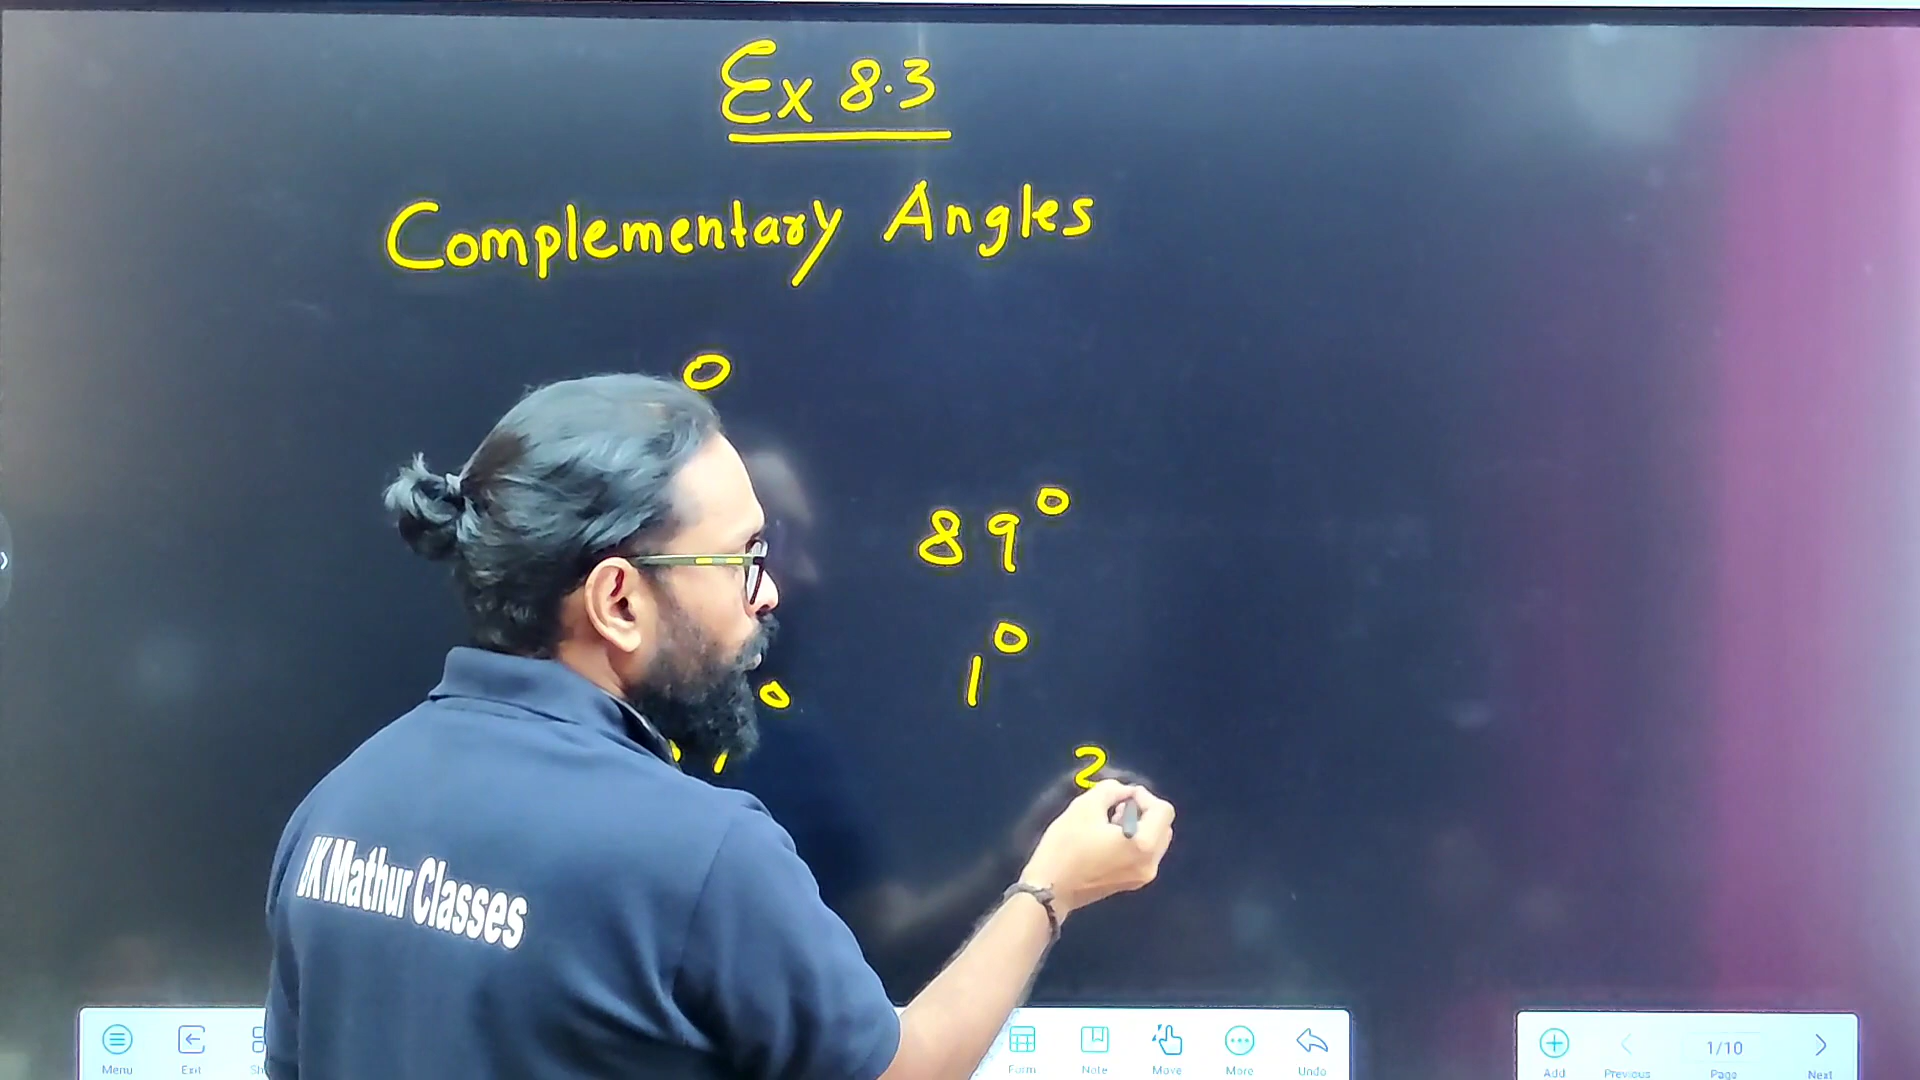 Ex 8.3
Complementary Angles
0
89°
1°
2
JK Mathur Classes
Menu
Exit
Form
Note
Move
More
Undo
Add
Previous
1/10
Page
Next